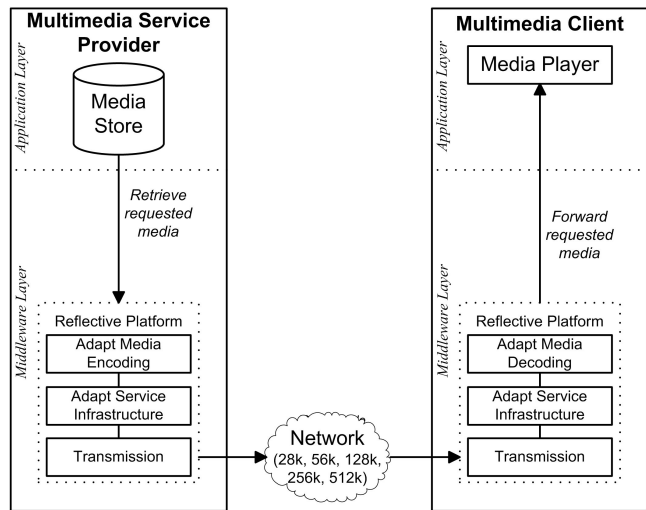 Multimedia Service
Provider
Application Layer
Media
Store
Retrieve
requested
media
Middleware Layer
Reflective Platform
Adapt Media
Encoding
Adapt Service
Infrastructure
Transmission
Network
(28k, 56k, 128k,
256k, 512k)
Multimedia Client
Application Layer
Media Player
Forward
requested
media
Middleware Layer
Reflective Platform
Adapt Media
Decoding
Adapt Service
Infrastructure
Transmission